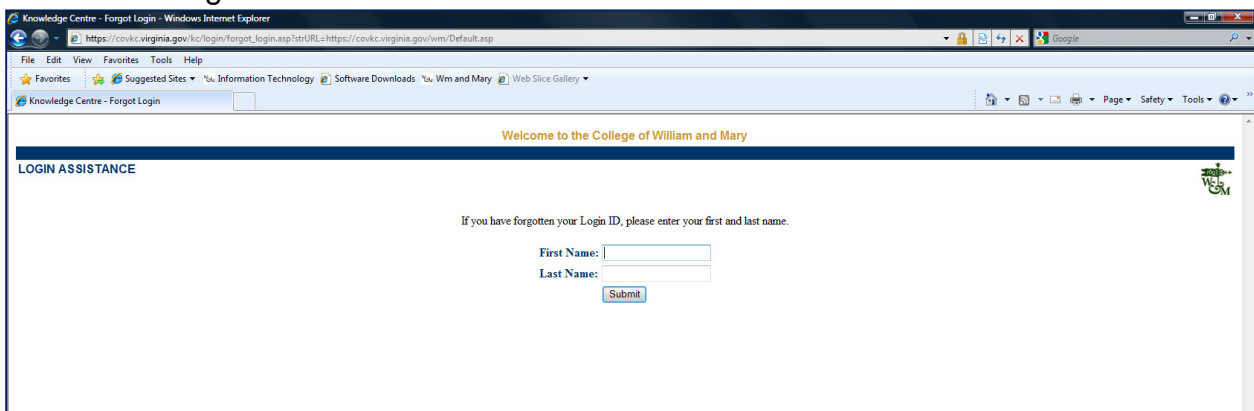 Knowledge Centre - Forgot Login - Windows Internet Explorer
https://covkc.virginia.gov/kc/login/forgot_login.asp?strURL=https://covkc.virginia.gov/wm/Default.asp
Google
File Edit View Favorites Tools Help
Favorites Suggested Sites Information Technology Software Downloads Wm and Mary Web Slice Gallery
Knowledge Centre - Forgot Login
Page Safety Tools
Welcome to the College of William and Mary
LOGIN ASSISTANCE
W&M
If you have forgotten your Login ID, please enter your first and last name.
First Name:
Last Name:
Submit